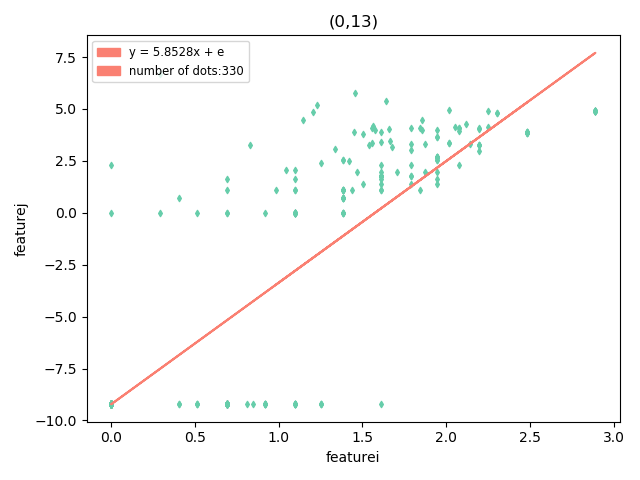 (0,13)
y = 5.8528x + e
number of dots:330
7.5
5.0
2.5
0.0
−2.5
−5.0
−7.5
−10.0
featurej
0.0 0.5 1.0 1.5 2.0 2.5 3.0
featurei